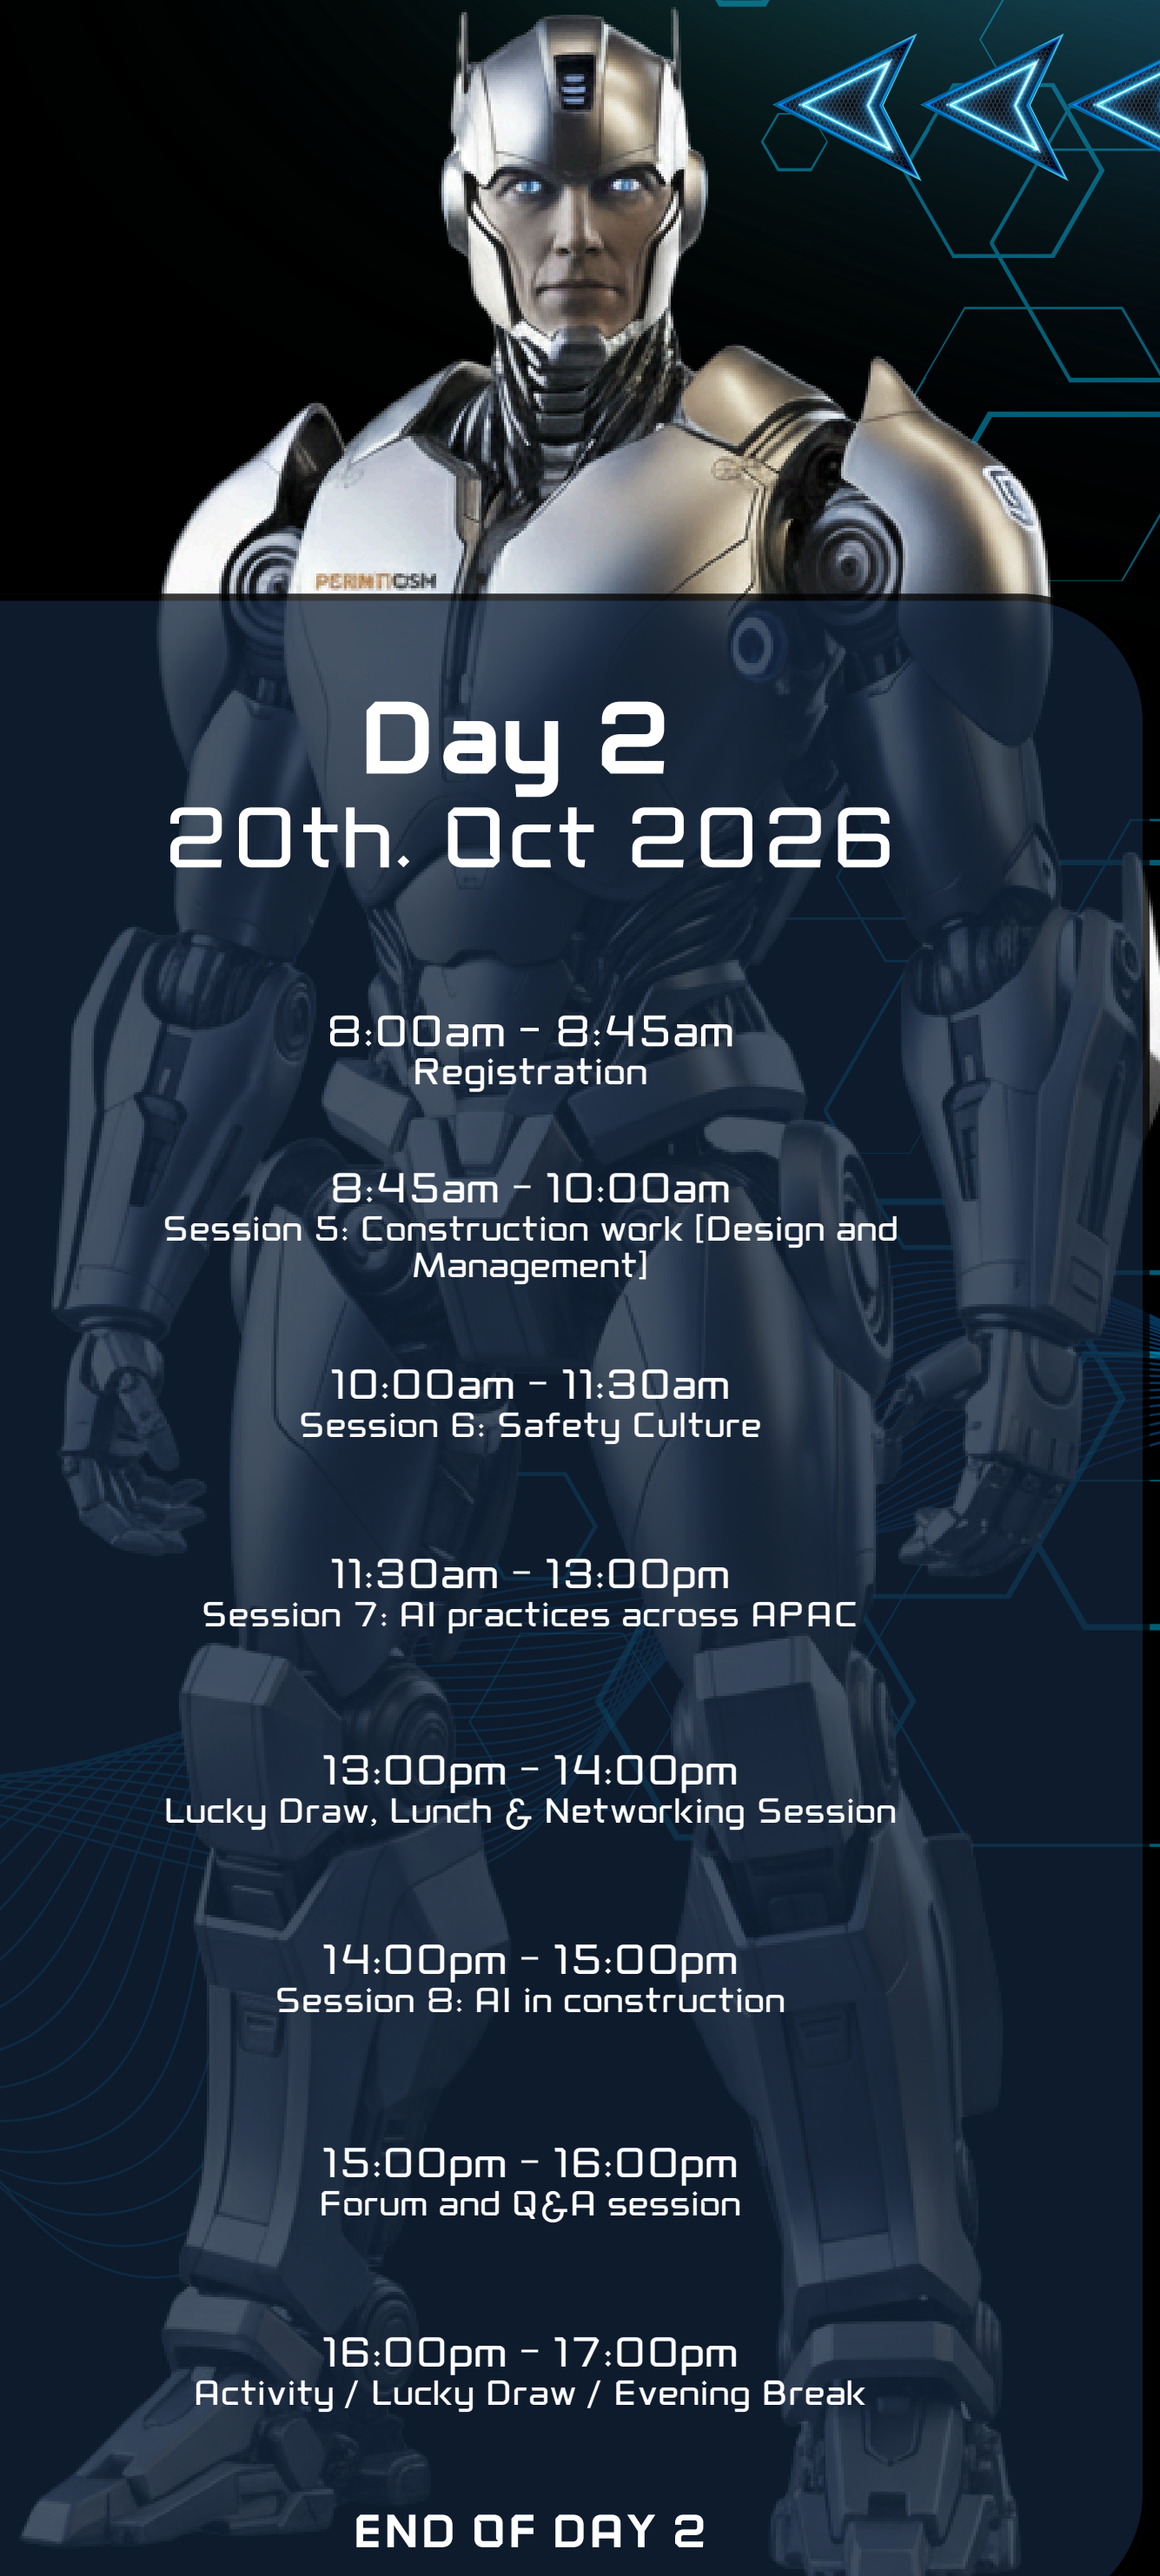 Day 2
20th. Oct 2026
8:00am - 8:45am
Registration
8:45am - 10:00am
Session 5: Construction work [Design and
Management]
10:00am - 11:30am
Session 6: Safety Culture
11:30am - 13:00pm
Session 7: AI practices across APAC
13:00pm - 14:00pm
Lucky Draw, Lunch & Networking Session
14:00pm - 15:00pm
Session 8: AI in construction
15:00pm - 16:00pm
Forum and Q&A session
16:00pm - 17:00pm
Activity / Lucky Draw / Evening Break
END OF DAY 2